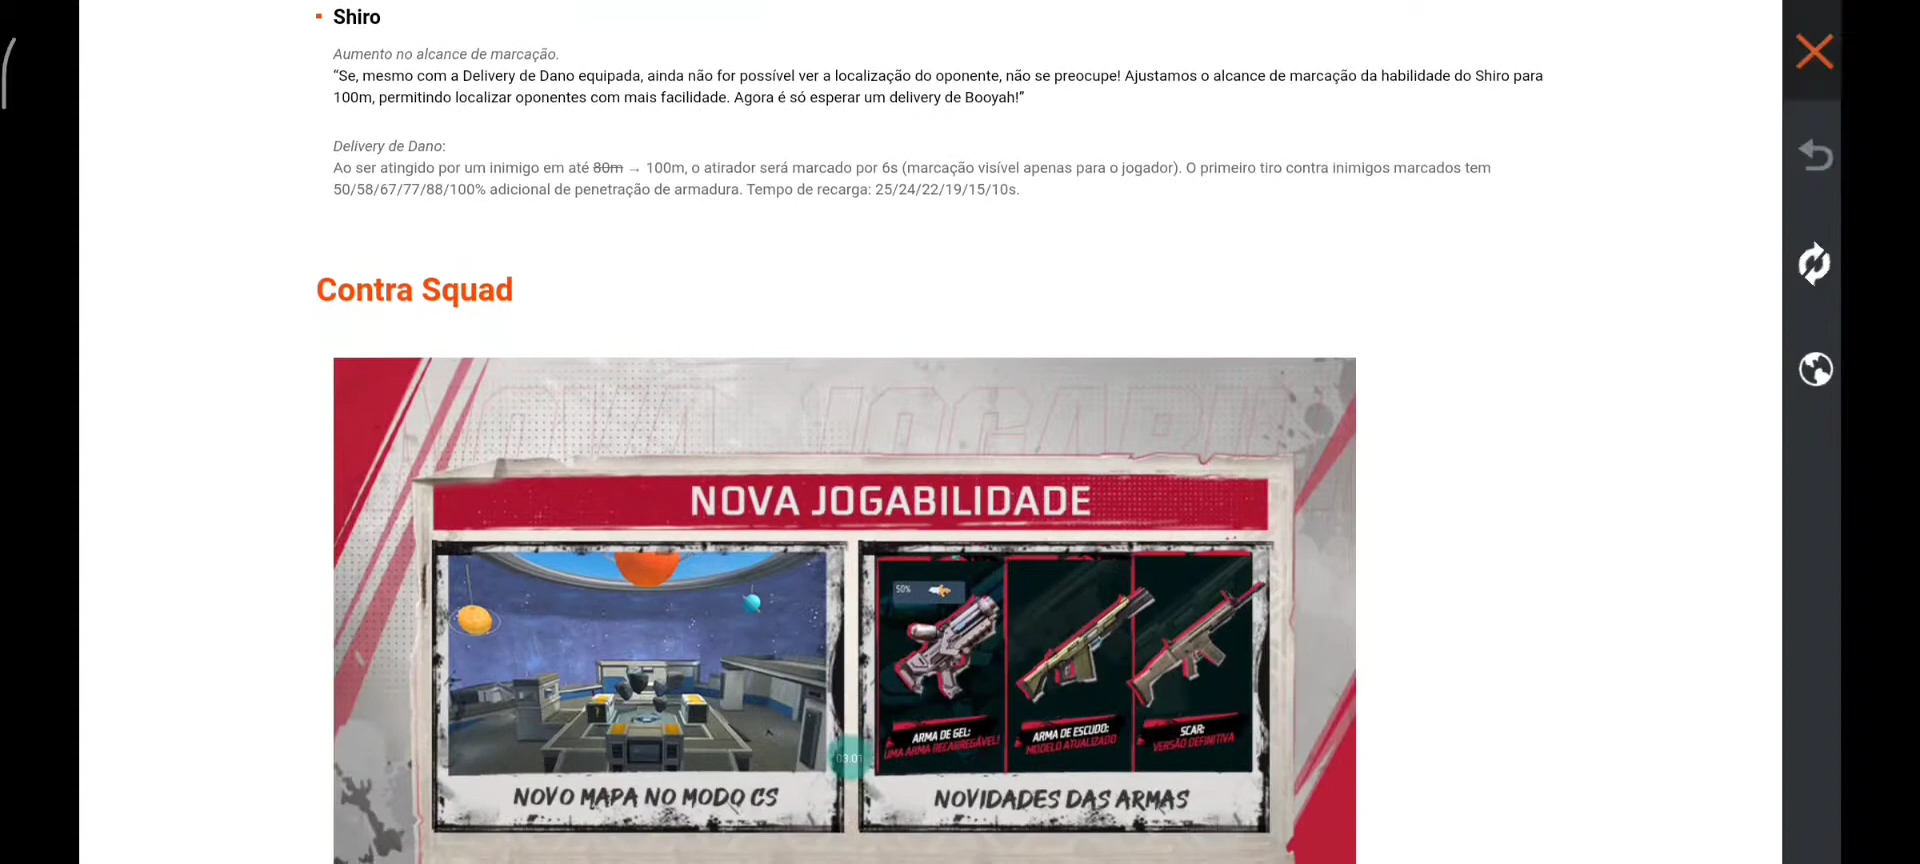 Shiro
Aumento no alcance de marcação.
“Se, mesmo com a Delivery de Dano equipada, ainda não for possível ver a localização do oponente, não se preocupe! Ajustamos o alcance de marcação da habilidade do Shiro para
100m, permitindo localizar oponentes com mais facilidade. Agora é só esperar um delivery de Booyah!”
Delivery de Dano:
Ao ser atingido por um inimigo em até 80m → 100m, o atirador será marcado por 6s (marcação visível apenas para o jogador). O primeiro tiro contra inimigos marcados tem
50/58/67/77/88/100% adicional de penetração de armadura. Tempo de recarga: 25/24/22/19/15/10s.
Contra Squad
NOVA JOGABILIDADE
50%
ARMA DE GEL:
UMA ARMA RECARREGÁVEL!
ARMA DE ESCUDO:
MODELO ATUALIZADO
SCAR:
VERSÃO DEFINITIVA
03:01
NOVO MAPA NO MODO CS
NOVIDADES DAS ARMAS